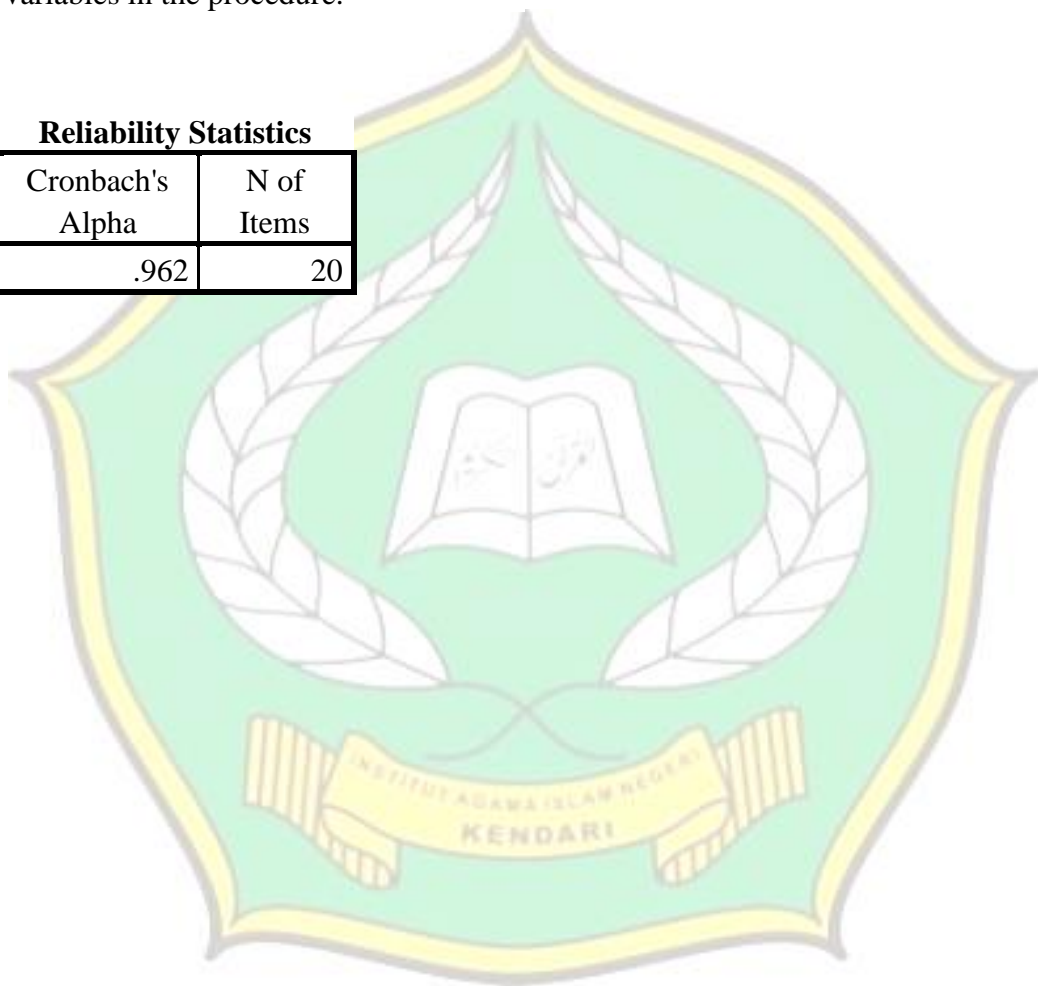 variables in the procedure.
Reliability Statistics
Cronbach's Alpha N of Items
.962 20
INSTITUT AGAMA ISLAM NEGERI
KENDARI